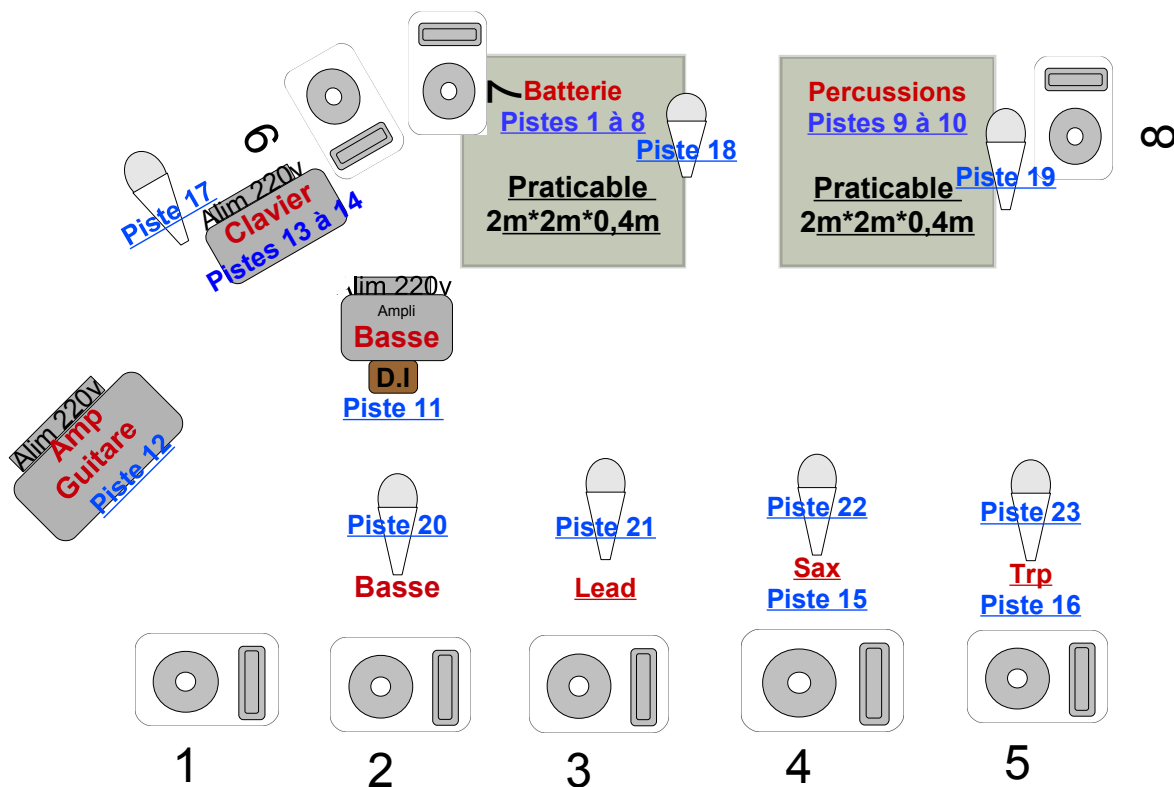 7
Batterie
Pistes 1 à 8
Piste 18
Praticable
2m*2m*0,4m
Percussions
Pistes 9 à 10
Piste 19
Praticable
2m*2m*0,4m
8
6
Piste 17
Alim 220v
Clavier
Pistes 13 à 14
lim 220v
Ampli
Basse
D.I
Piste 11
Alim 220v
Amp
Guitare
Piste 12
Piste 20
Basse
Piste 21
Lead
Piste 22
Sax
Piste 15
Piste 23
Trp
Piste 16
1
2
3
4
5